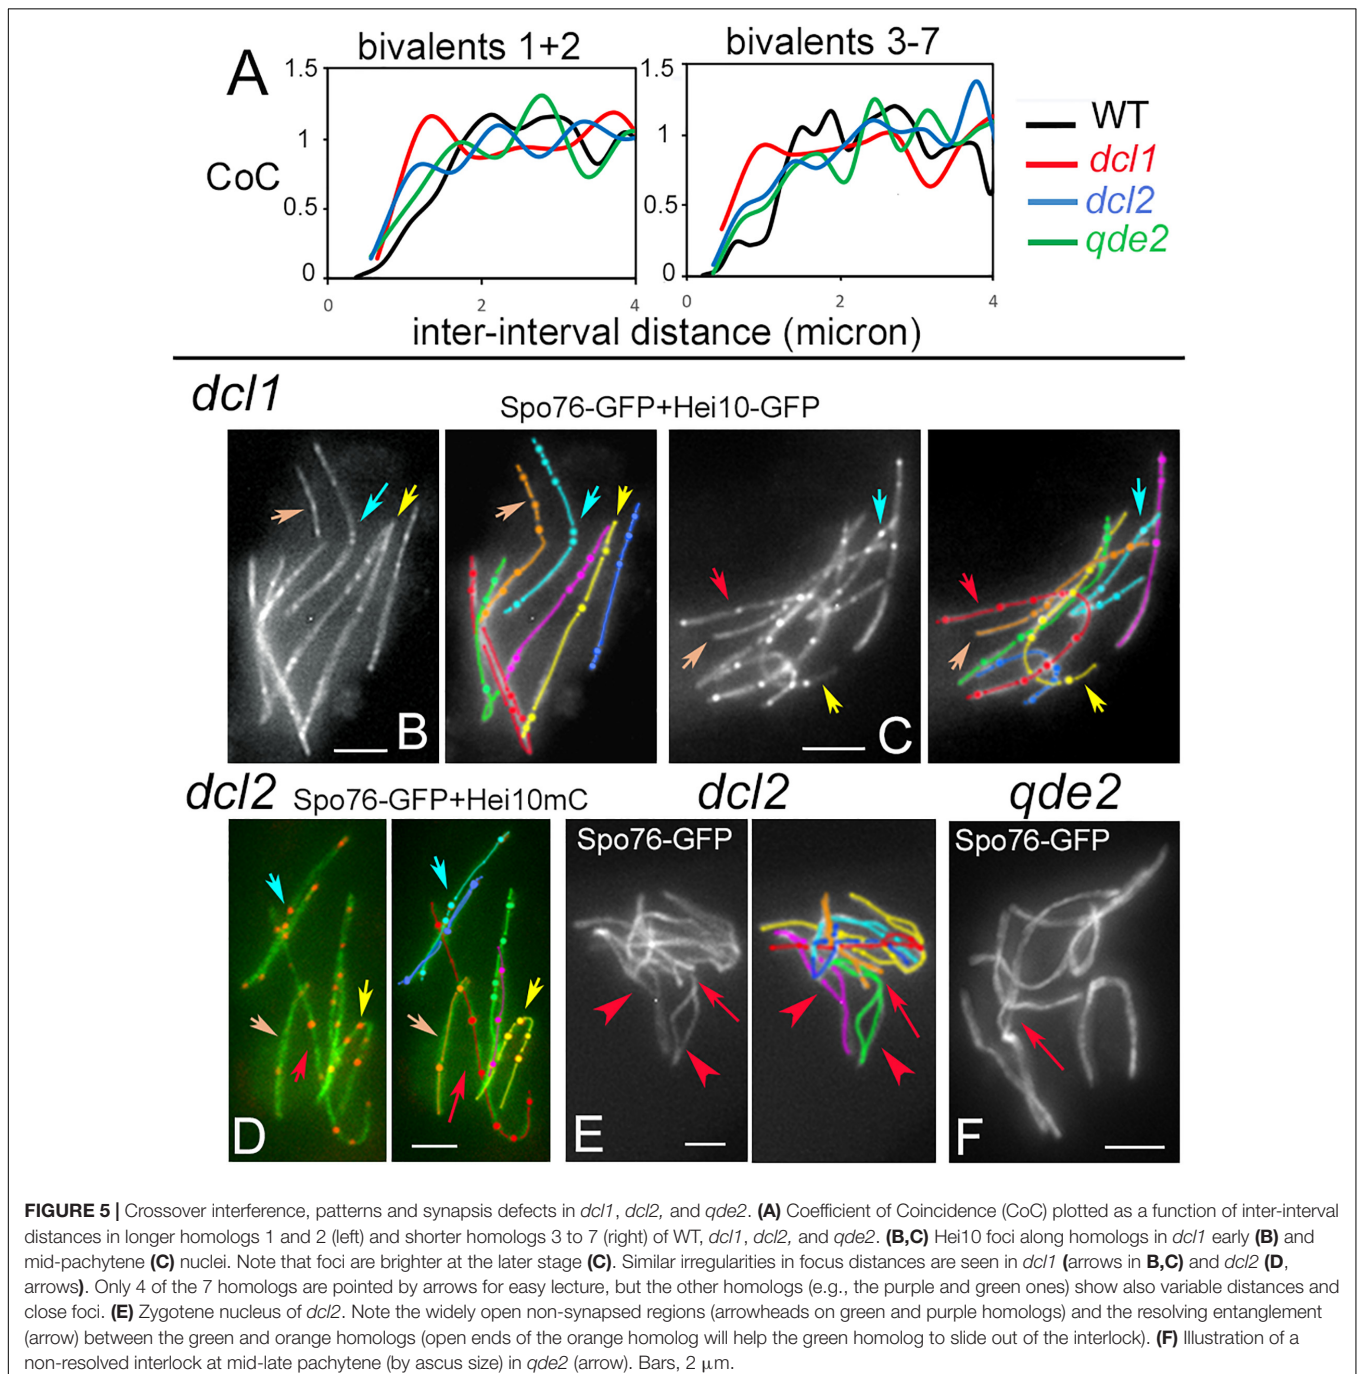 A
bivalents 1+2
bivalents 3-7
1.5
1
CoC
0.5
0
0
2
4
1.5
1
0.5
0
0
2
4
inter-interval distance (micron)
WT
dcl1
dcl2
qde2
dcl1
Spo76-GFP+Hei10-GFP
B
C
dcl2
Spo76-GFP+Hei10mC
dcl2
qde2
Spo76-GFP
Spo76-GFP
D
E
F
FIGURE 5 | Crossover interference, patterns and synapsis defects in dcl1, dcl2, and qde2. (A) Coefficient of Coincidence (CoC) plotted as a function of inter-interval
distances in longer homologs 1 and 2 (left) and shorter homologs 3 to 7 (right) of WT, dcl1, dcl2, and qde2. (B,C) Hei10 foci along homologs in dcl1 early (B) and
mid-pachytene (C) nuclei. Note that foci are brighter at the later stage (C). Similar irregularities in focus distances are seen in dcl1 (arrows in B,C) and dcl2 (D,
arrows). Only 4 of the 7 homologs are pointed by arrows for easy lecture, but the other homologs (e.g., the purple and green ones) show also variable distances and
close foci. (E) Zygotene nucleus of dcl2. Note the widely open non-synapsed regions (arrowheads on green and purple homologs) and the resolving entanglement
(arrow) between the green and orange homologs (open ends of the orange homolog will help the green homolog to slide out of the interlock). (F) Illustration of a
non-resolved interlock at mid-late pachytene (by ascus size) in qde2 (arrow). Bars, 2 μm.